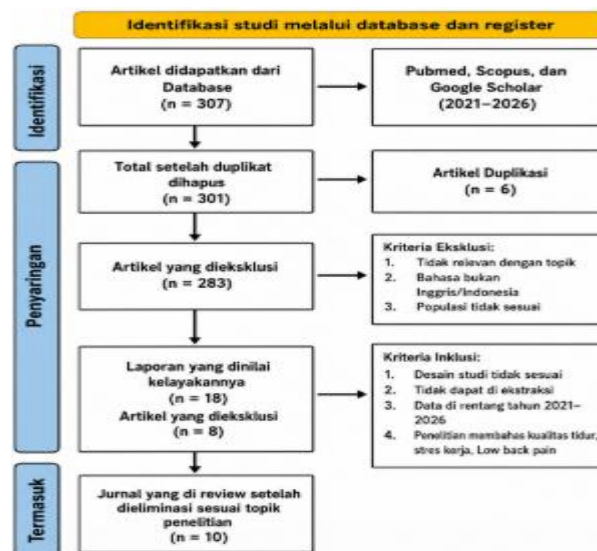 Identifikasi studi melalui database dan register
Identifikasi
Artikel didapatkan dari
Database
(n = 307)
Pubmed, Scopus, dan
Google Scholar
(2021–2026)
Penyaringan
Total setelah duplikat
dihapus
(n = 301)
Artikel Duplikasi
(n = 6)
Artikel yang dieksklusi
(n = 283)
Kriteria Eksklusi:
1. Tidak relevan dengan topik
2. Bahasa bukan
Inggris/Indonesia
3. Populasi tidak sesuai
Laporan yang dinilai
kelayakannya
(n = 18)
Artikel yang dieksklusi
(n = 8)
Kriteria Inklusi:
1. Desain studi tidak sesuai
2. Tidak dapat di ekstraksi
3. Data di rentang tahun 2021–
2026
4. Penelitian membahas kualitas tidur,
stres kerja, Low back pain
Termasuk
Jurnal yang di review setelah
dieliminasi sesuai topik
penelitian
(n = 10)